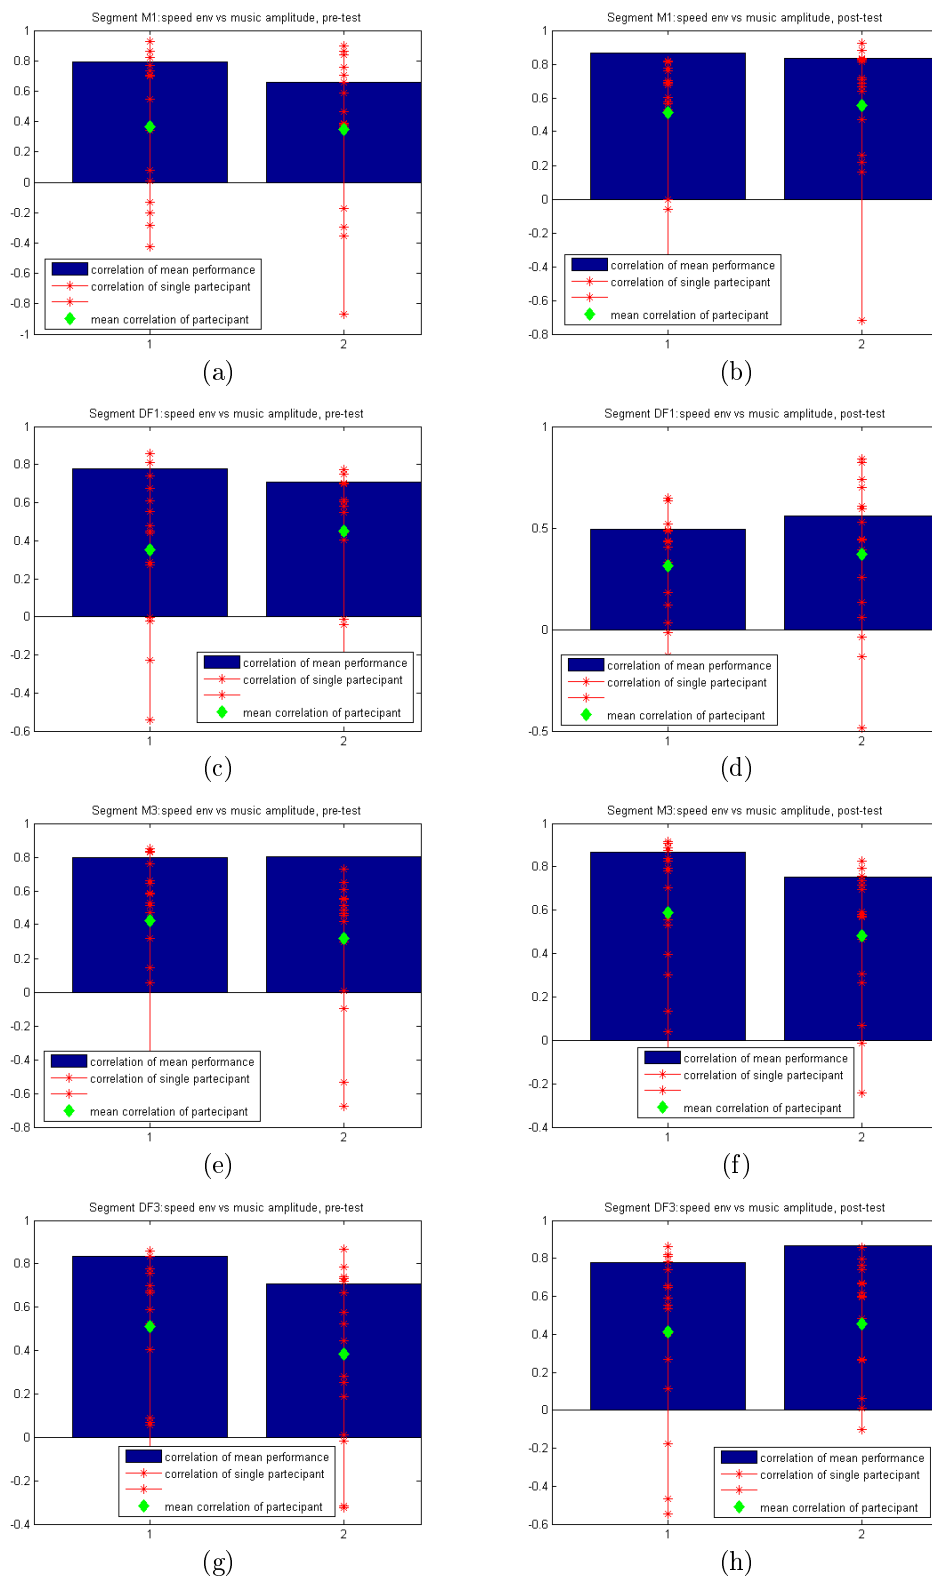 Segment M1:speed env vs music amplitude, pre-test
1
0.8
0.6
0.4
0.2
0
-0.2
-0.4
-0.6
-0.8
-1
correlation of mean performance
correlation of single partecipant
mean correlation of partecipant
1 2
(a)
Segment M1:speed env vs music amplitude, post-test
1
0.8
0.6
0.4
0.2
0
-0.2
-0.4
-0.6
-0.8
correlation of mean performance
correlation of single partecipant
mean correlation of partecipant
1 2
(b)
Segment DF1:speed env vs music amplitude, pre-test
1
0.8
0.6
0.4
0.2
0
-0.2
-0.4
-0.6
correlation of mean performance
correlation of single partecipant
mean correlation of partecipant
1 2
(c)
Segment DF1:speed env vs music amplitude, post-test
1
0.5
0
-0.5
correlation of mean performance
correlation of single partecipant
mean correlation of partecipant
1 2
(d)
Segment M3:speed env vs music amplitude, pre-test
1
0.8
0.6
0.4
0.2
0
-0.2
-0.4
-0.6
-0.8
correlation of mean performance
correlation of single partecipant
mean correlation of partecipant
1 2
(e)
Segment M3:speed env vs music amplitude, post-test
1
0.8
0.6
0.4
0.2
0
-0.2
-0.4
correlation of mean performance
correlation of single partecipant
mean correlation of partecipant
1 2
(f)
Segment DF3:speed env vs music amplitude, pre-test
1
0.8
0.6
0.4
0.2
0
-0.2
-0.4
correlation of mean performance
correlation of single partecipant
mean correlation of partecipant
1 2
(g)
Segment DF3:speed env vs music amplitude, post-test
1
0.8
0.6
0.4
0.2
0
-0.2
-0.4
-0.6
correlation of mean performance
correlation of single partecipant
mean correlation of partecipant
1 2
(h)